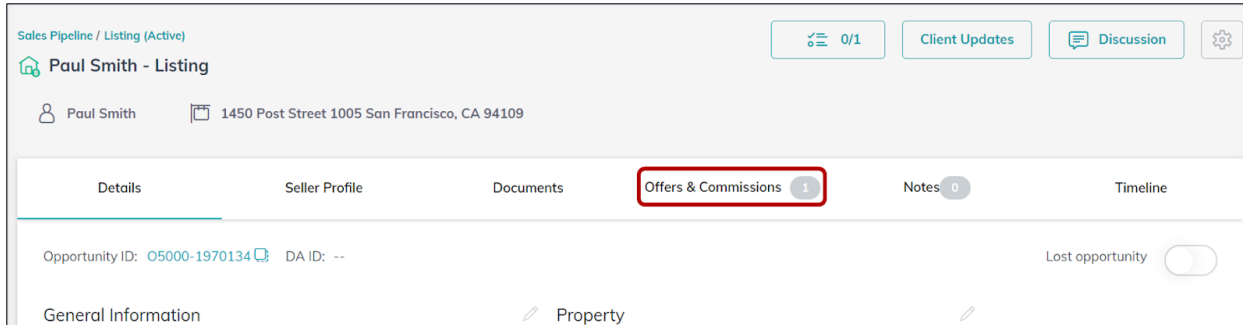 Sales Pipeline / Listing (Active)
0/1
Client Updates
Discussion
Paul Smith - Listing
Paul Smith
1450 Post Street 1005 San Francisco, CA 94109
Details
Seller Profile
Documents
Offers & Commissions 1
Notes 0
Timeline
Opportunity ID: O5000-1970134 DA ID: --
Lost opportunity
General Information
Property